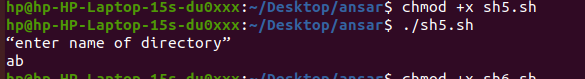 hp@hp-HP-Laptop-15s-du0xxx:~/Desktop/ansar$ chmod +x sh5.sh
hp@hp-HP-Laptop-15s-du0xxx:~/Desktop/ansar$ ./sh5.sh
“enter name of directory”
ab
hp@hp-HP-Laptop-15s-du0xxx:~/Desktop/ansar$ chmod +x sh6.sh